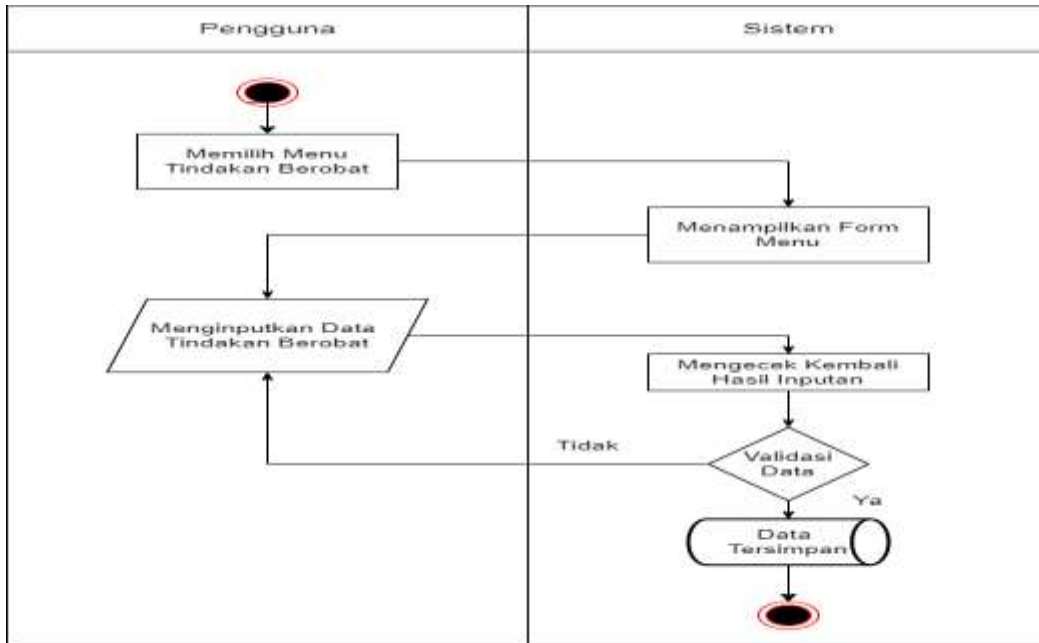 Pengguna
Sistem
Memilih Menu
Tindakan Berobat
Menampilkan Form
Menu
Menginputkan Data
Tindakan Berobat
Mengecek Kembali
Hasil Inputan
Tidak
Validasi
Data
Ya
Data
Tersimpan